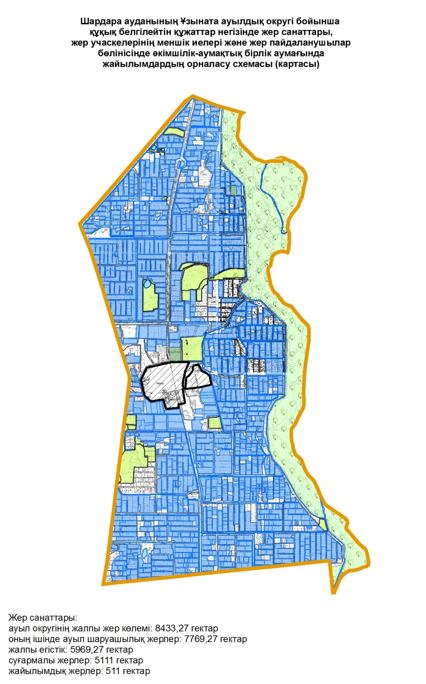 Шардара ауданының Ұзыната ауылдық округі бойынша
құқық белгілейтін құжаттар негізінде жер санаттары,
жер учаскелерінің меншік иелері және жер пайдаланушылар
бөлінісінде әкімшілік-аумақтық бірлік аумағында
жайылымдардың орналасу схемасы (картасы)
Жер санаттары:
ауыл округінің жалпы жер көлемі: 8433,27 гектар
оның ішінде ауыл шаруашылық жерлер: 7769,27 гектар
жалпы егістік: 5969,27 гектар
суғармалы жерлер: 5111 гектар
жайылымдық жерлер: 511 гектар